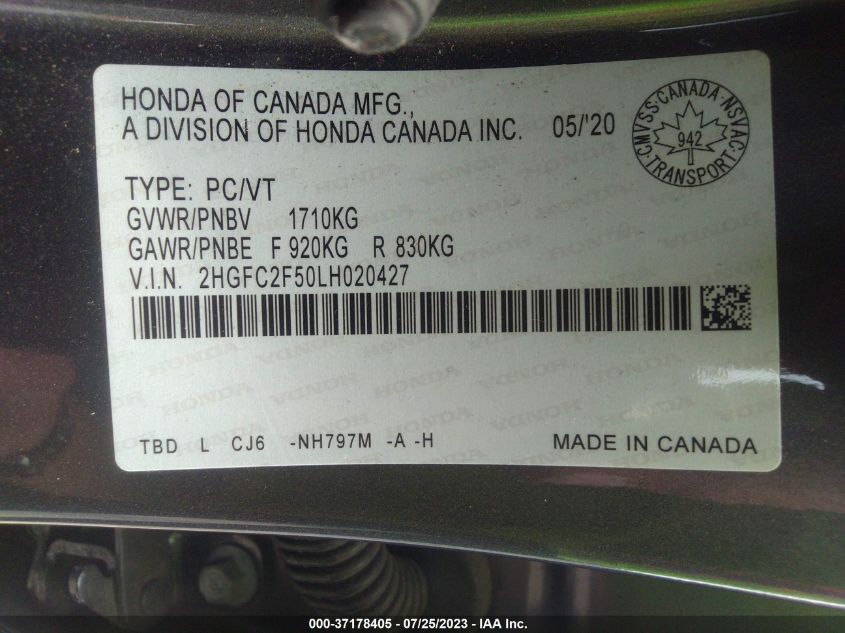 HONDA OF CANADA MFG.,
A DIVISION OF HONDA CANADA INC. 05/'20
CMVSS · CANADA · NSVAC · TRANSPORT ·
942
TYPE: PC/VT
GVWR/PNBV 1710KG
GAWR/PNBE F 920KG R 830KG
V.I.N. 2HGFC2F50LH020427
TBD L CJ6 -NH797M -A -H MADE IN CANADA
000-37178405 / 07/25/2023 - IAA Inc.